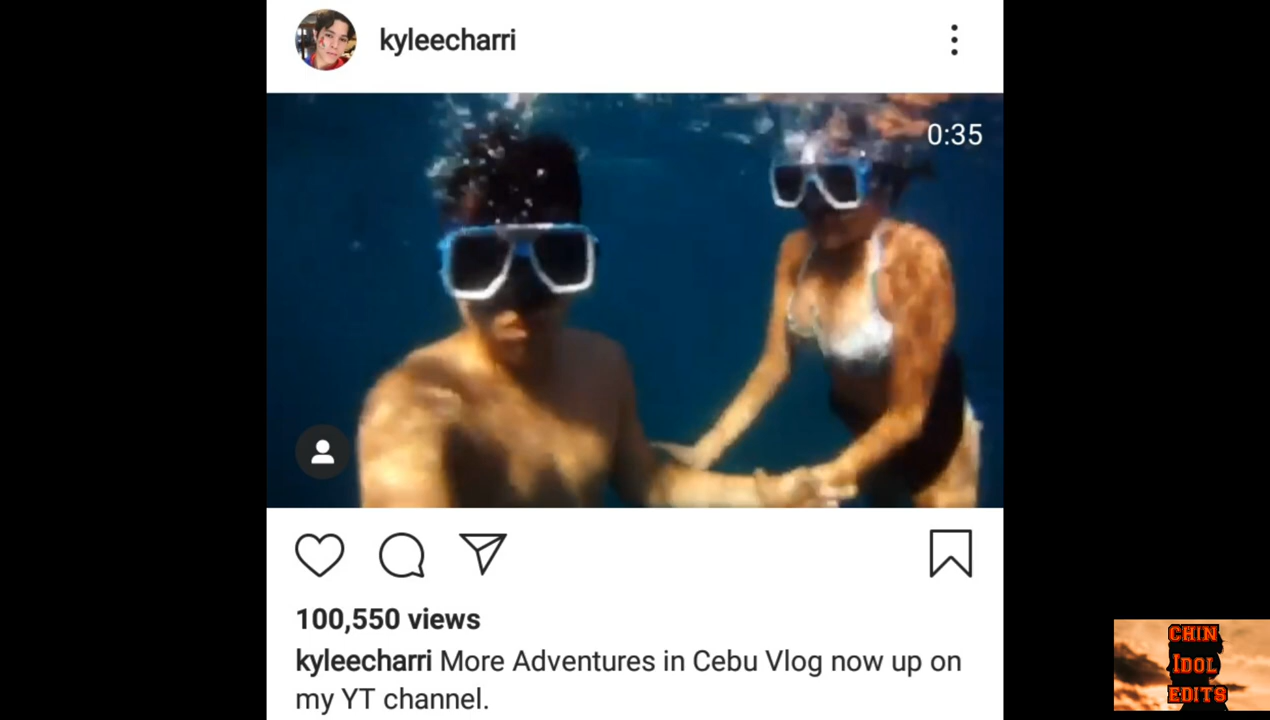 kyleecharri
0:35
100,550 views
kyleecharri More Adventures in Cebu Vlog now up on
my YT channel.
CHIN
IDOL
EDITS